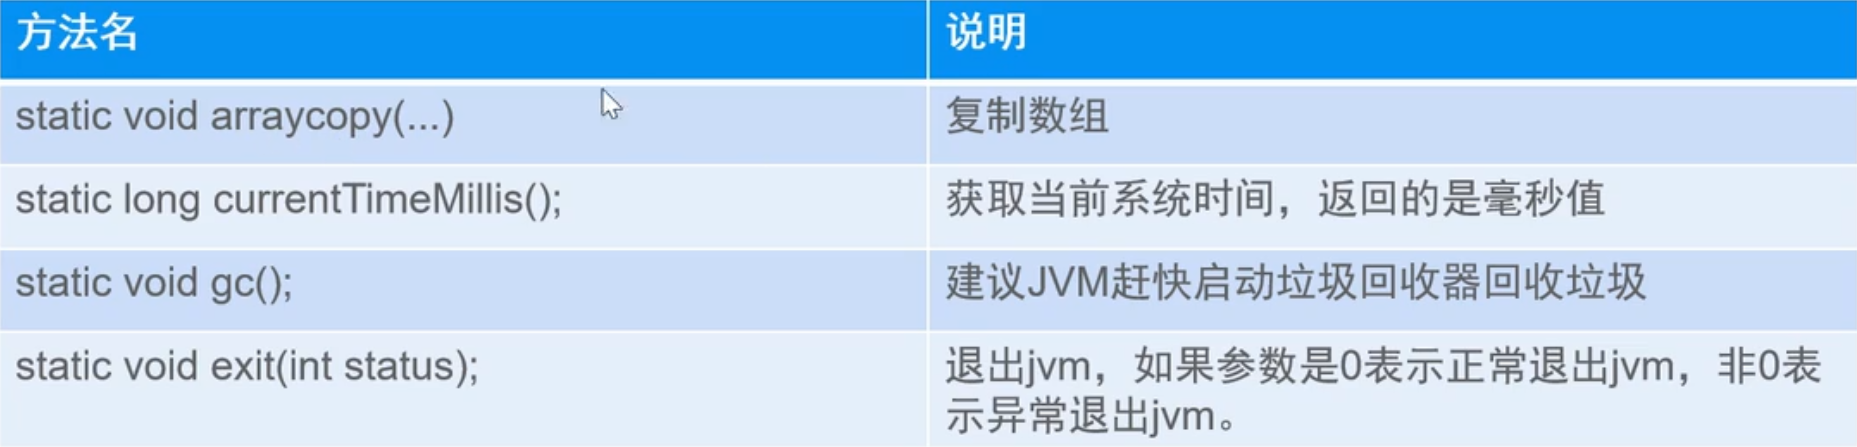 方法名 说明
static void arraycopy(...) 复制数组
static long currentTimeMillis(); 获取当前系统时间，返回的是毫秒值
static void gc(); 建议JVM赶快启动垃圾回收器回收垃圾
static void exit(int status); 退出jvm，如果参数是0表示正常退出jvm，非0表
示异常退出jvm。